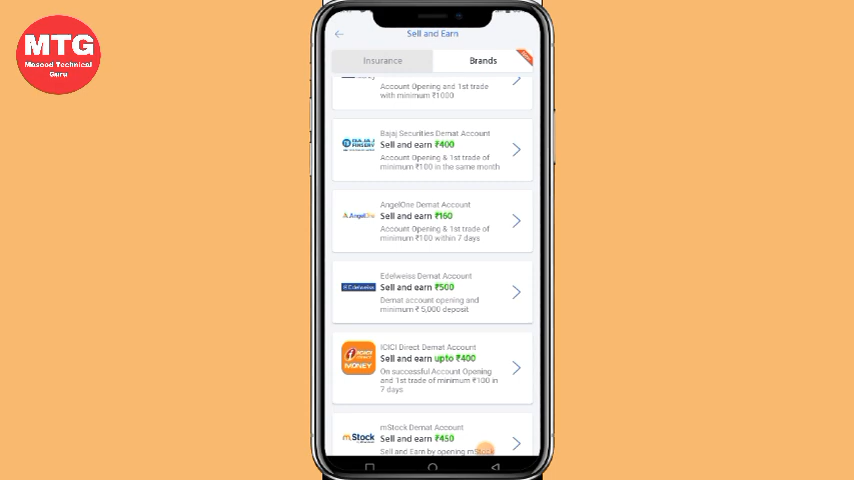 MTG
Masood Technical
Guru
Sell and Earn
Insurance
Brands
Account Opening and 1st trade
with minimum ₹1000
Bajaj Securities Demat Account
Sell and earn ₹400
Account Opening & 1st trade of
minimum ₹100 in the same month
AngelOne
AngelOne Demat Account
Sell and earn ₹160
Account Opening & 1st trade of
minimum ₹100 within 7 days
Edelweiss
Edelweiss Demat Account
Sell and earn ₹500
Demat account opening and
minimum ₹ 5,000 deposit
ICICI
MONEY
ICICI Direct Demat Account
Sell and earn upto ₹400
On successful Account Opening
and 1st trade of minimum ₹100 in
7 days
m.Stock
mStock Demat Account
Sell and earn ₹450
Sell and Earn by opening mStock